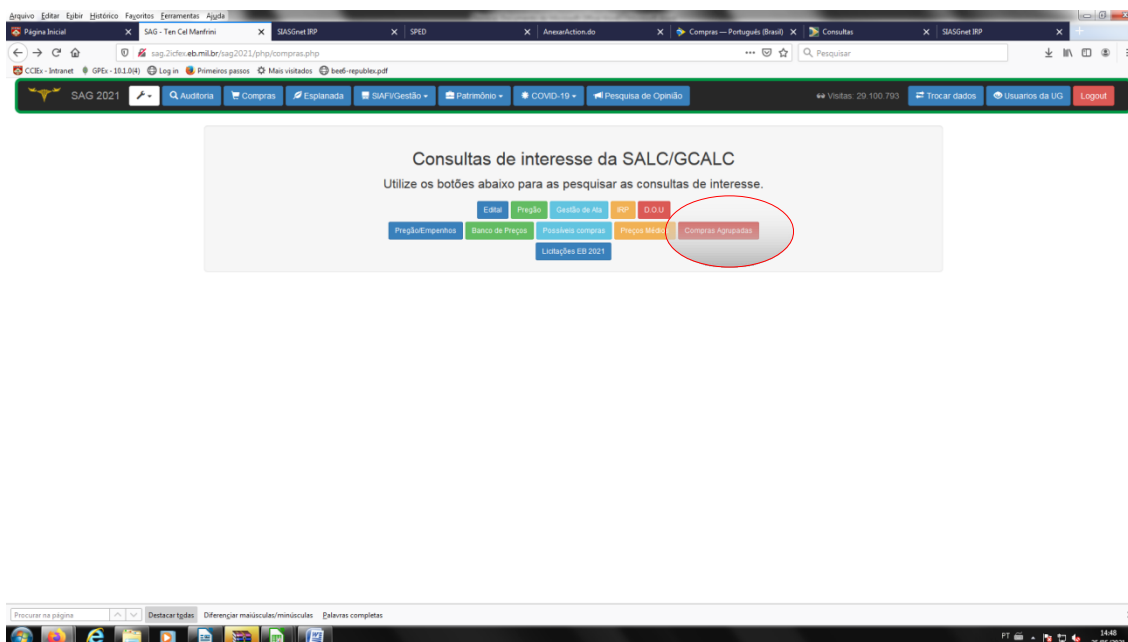 Arquivo Editar Exibir Histórico Favoritos Ferramentas Ajuda
Página Inicial SAG - Ten Cel Manfrini SIASGnet IRP SPED AnexarAction.do Compras — Português (Brasil) Consultas SIASGnet IRP
sag.2icfex.eb.mil.br/sag2021/php/compras.php Pesquisar
CCIEx - Intranet GPEx - 10.1.0(4) Log in Primeiros passos Mais visitados bee6-republex.pdf
SAG 2021 Auditoria Compras Esplanada SIAFI/Gestão Patrimônio COVID-19 Pesquisa de Opinião Visitas: 29.100.793 Trocar dados Usuarios da UG Logout
Consultas de interesse da SALC/GCALC
Utilize os botões abaixo para as pesquisar as consultas de interesse.
Edital Pregão Gestão de Ata IRP D.O.U
Pregão/Empenhos Banco de Preços Possíveis compras Preços Médio Compras Agrupadas
Licitações EB 2021
Procurar na página Destacar todas Diferenciar maiúsculas/minúsculas Palavras completas
PT 14:48